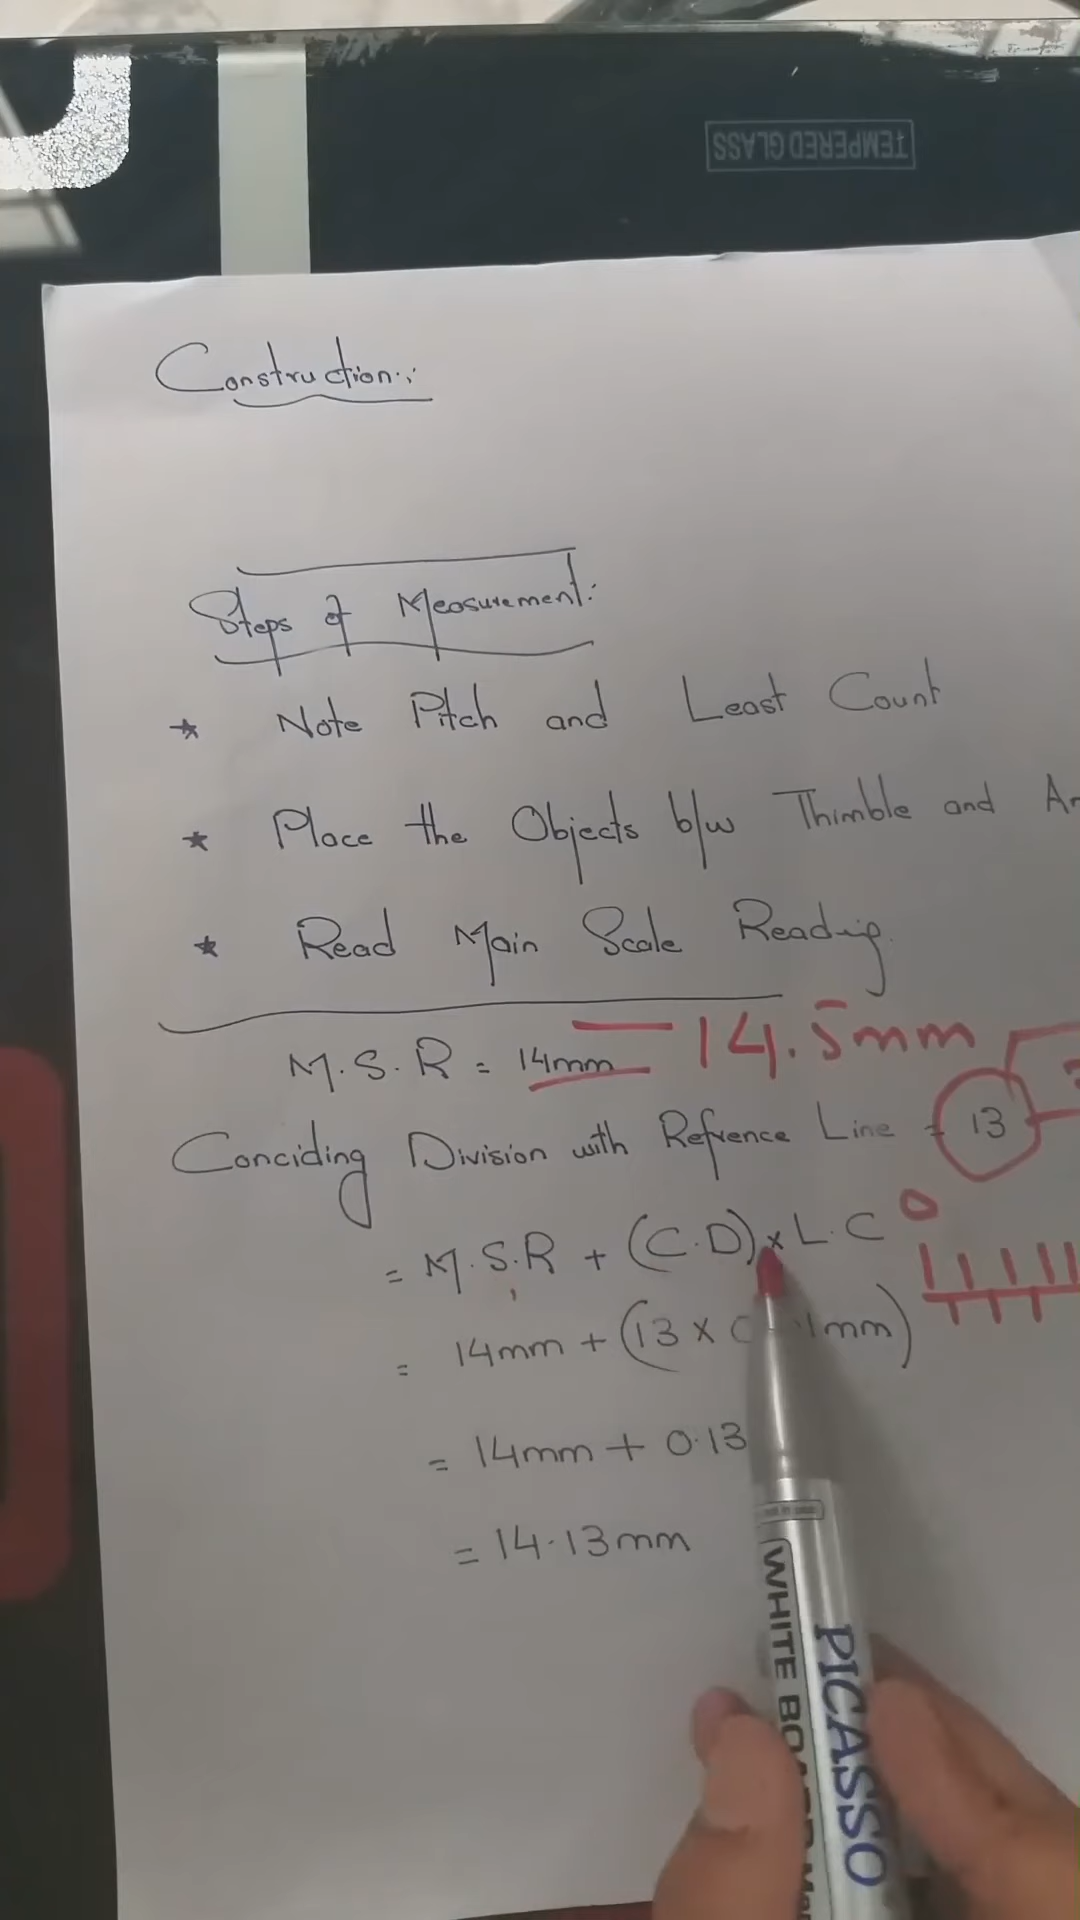 TEMPERED GLASS
Construction:
Steps of Measurement:
★ Note Pitch and Least Count
★ Place the Objects b/w Thimble and
★ Read Main Scale Reading.
M.S.R = 14mm 14.5mm
Conciding Division with Refrence Line = 13
= M.S.R + (C.D) × L.C 0
= 14mm + (13 × mm)
= 14mm + 0.13
= 14.13mm
PICASSO
WHITE